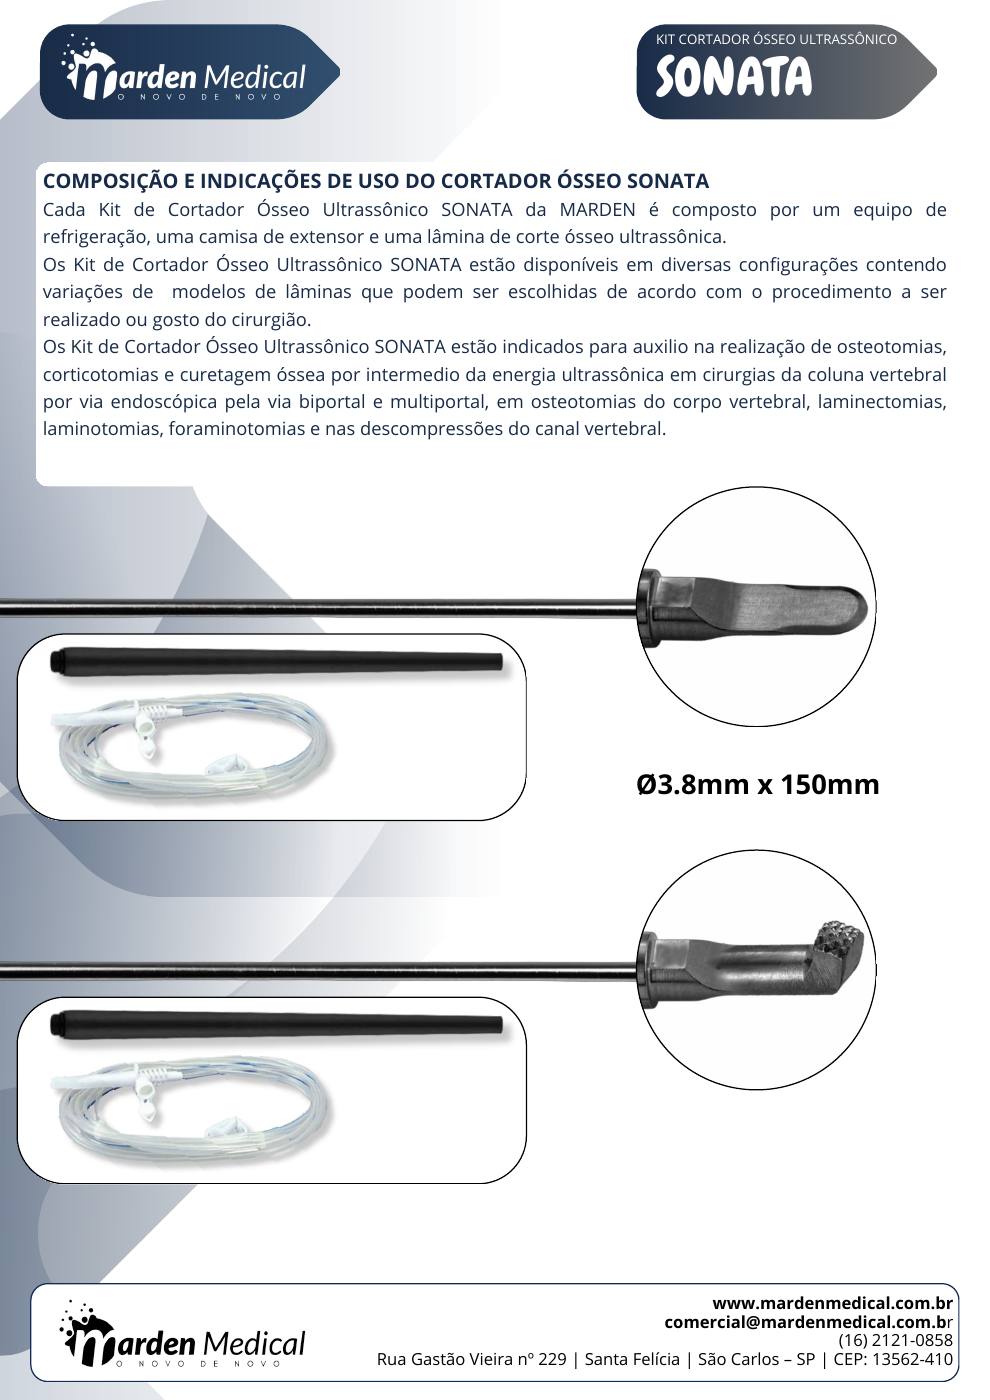 marden Medical
O NOVO DE NOVO
KIT CORTADOR ÓSSEO ULTRASSÔNICO
SONATA
COMPOSIÇÃO E INDICAÇÕES DE USO DO CORTADOR ÓSSEO SONATA
Cada Kit de Cortador Ósseo Ultrassônico SONATA da MARDEN é composto por um equipo de
refrigeração, uma camisa de extensor e uma lâmina de corte ósseo ultrassônica.
Os Kit de Cortador Ósseo Ultrassônico SONATA estão disponíveis em diversas configurações contendo
variações de modelos de lâminas que podem ser escolhidas de acordo com o procedimento a ser
realizado ou gosto do cirurgião.
Os Kit de Cortador Ósseo Ultrassônico SONATA estão indicados para auxilio na realização de osteotomias,
corticotomias e curetagem óssea por intermedio da energia ultrassônica em cirurgias da coluna vertebral
por via endoscópica pela via biportal e multiportal, em osteotomias do corpo vertebral, laminectomias,
laminotomias, foraminotomias e nas descompressões do canal vertebral.
Ø3.8mm x 150mm
marden Medical
O NOVO DE NOVO
www.mardenmedical.com.br
comercial@mardenmedical.com.br
(16) 2121-0858
Rua Gastão Vieira nº 229 | Santa Felícia | São Carlos – SP | CEP: 13562-410